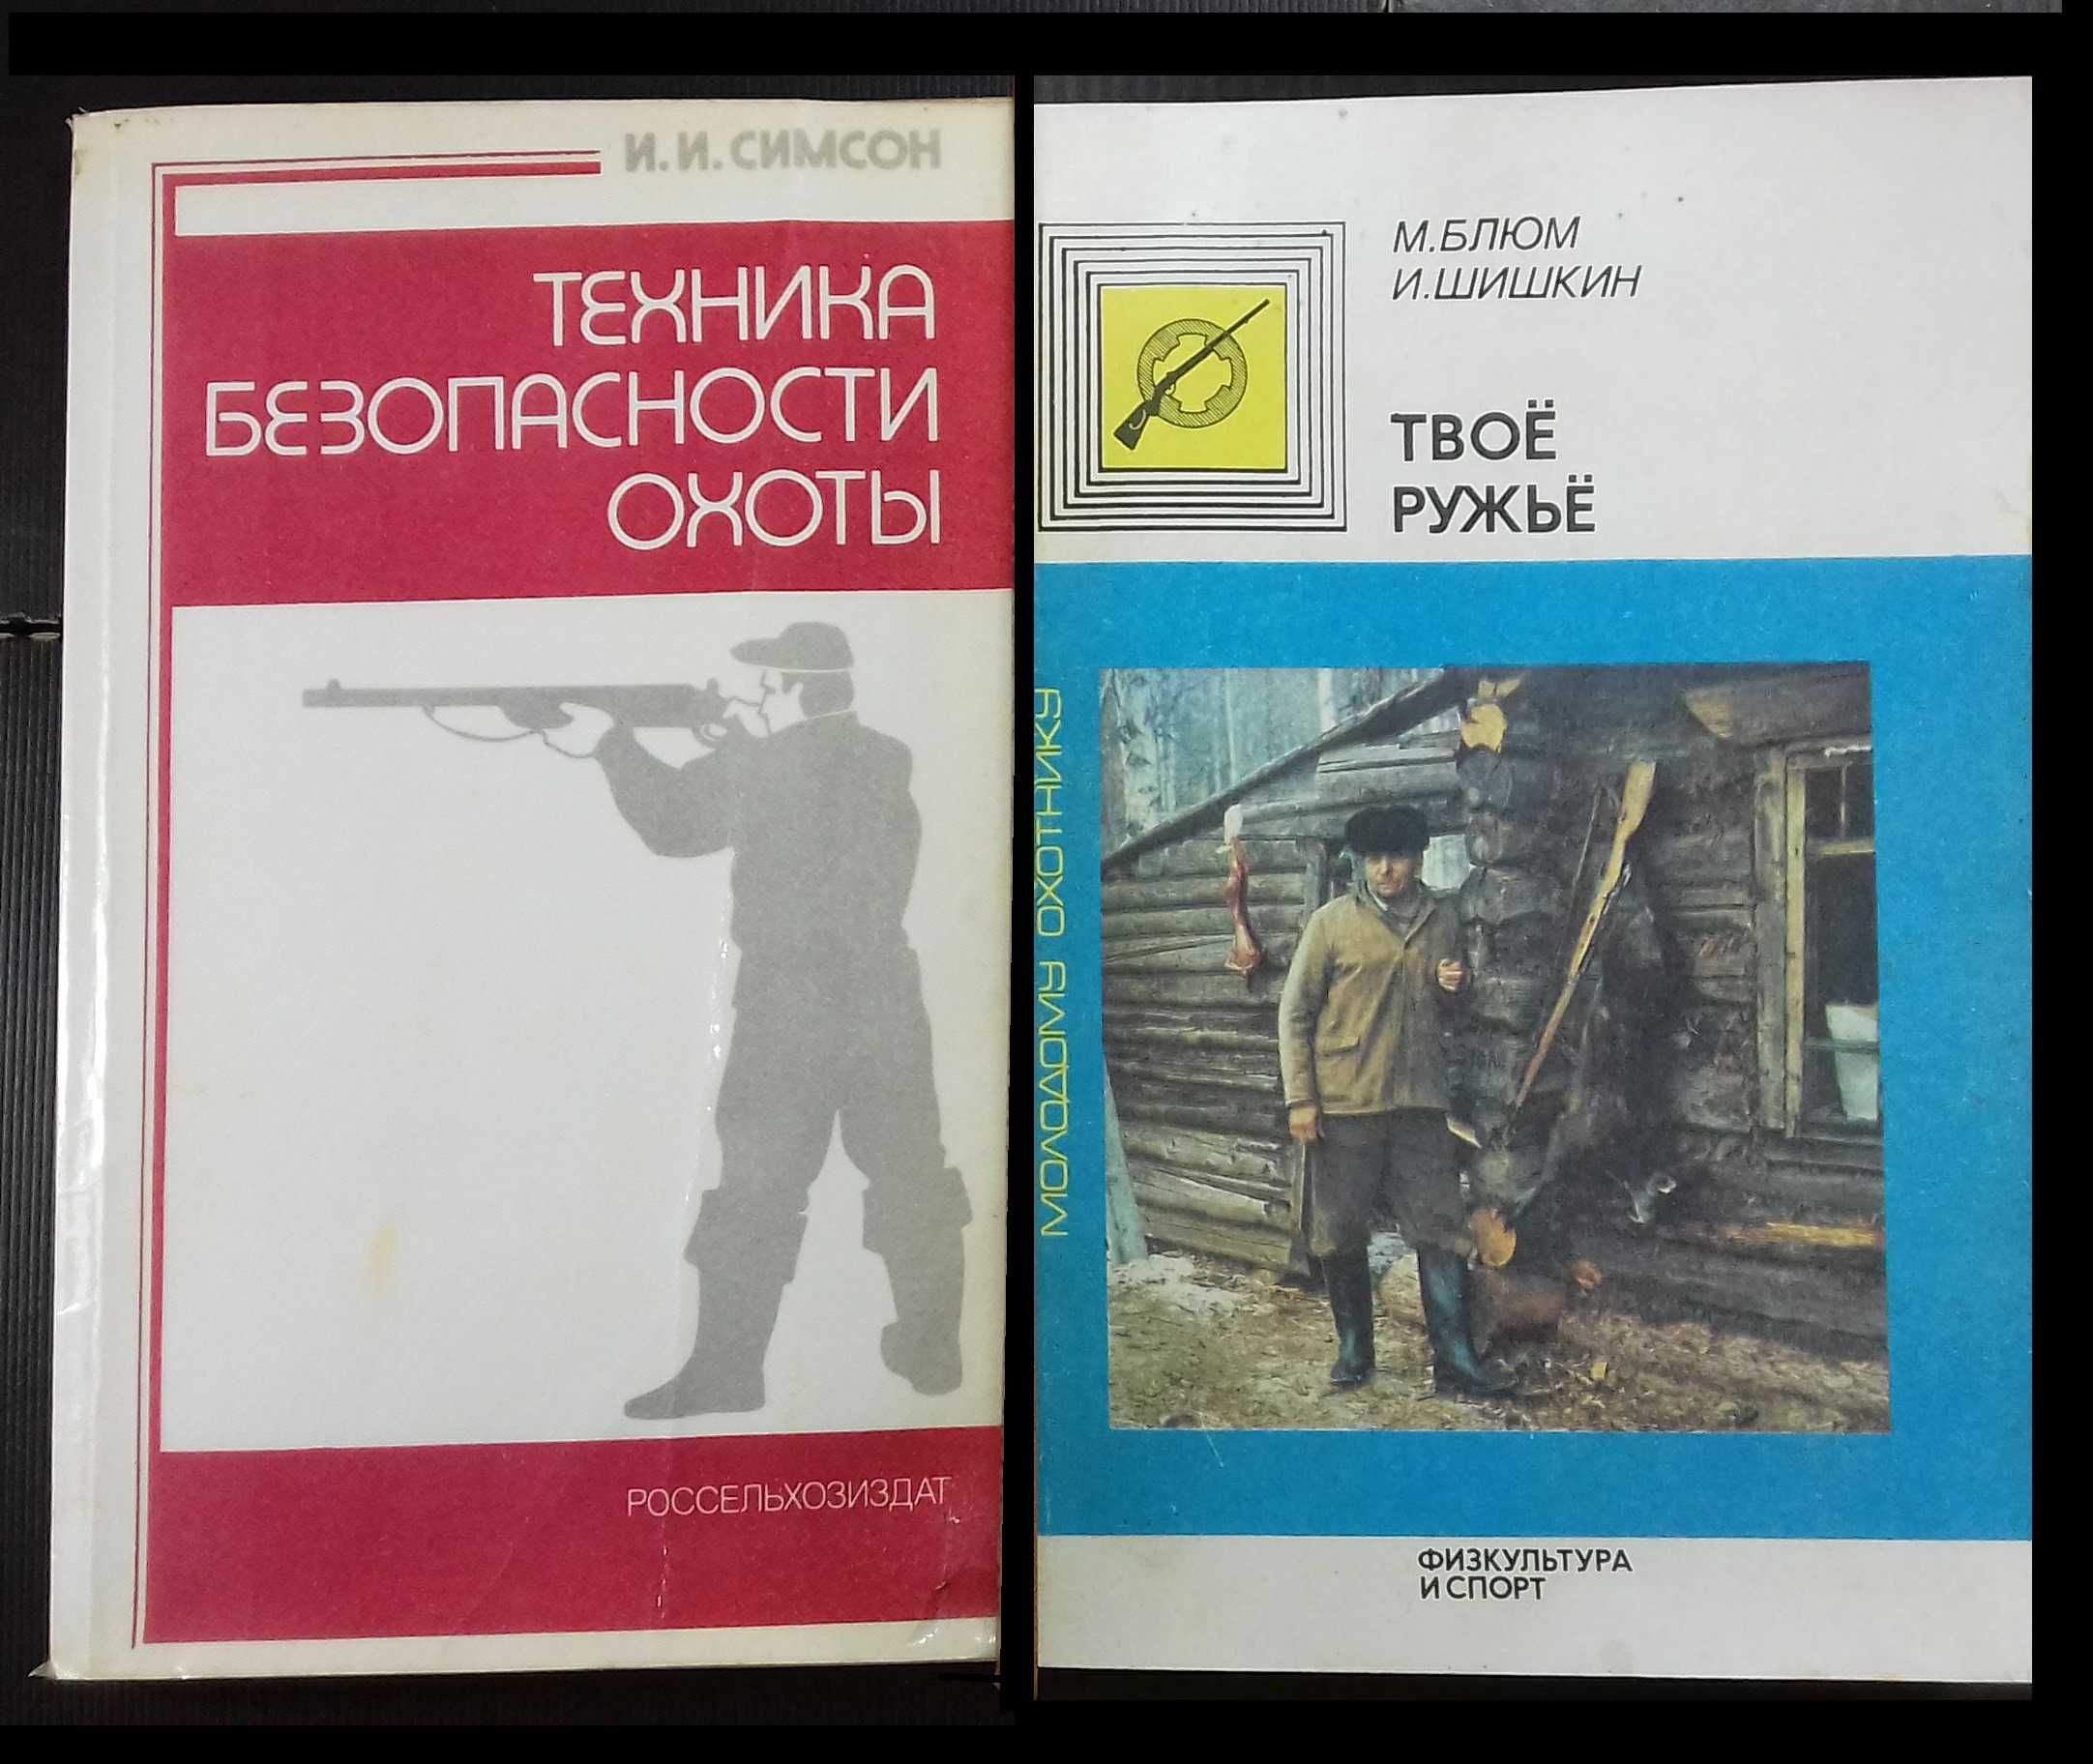 И. И. СИМСОН
ТЕХНИКА
БЕЗОПАСНОСТИ
ОХОТЫ
РОССЕЛЬХОЗИЗДАТ
М.БЛЮМ
И.ШИШКИН
ТВОЁ
РУЖЬЁ
МОЛОДОМУ ОХОТНИКУ
ФИЗКУЛЬТУРА
И СПОРТ